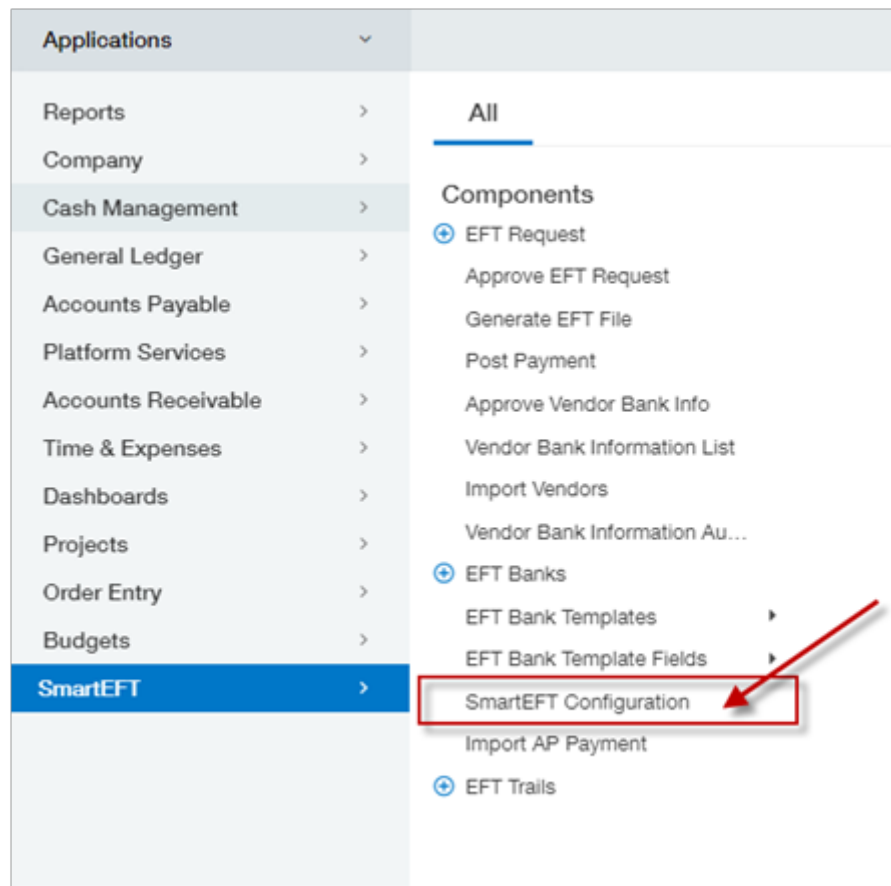 Applications
Reports
Company
Cash Management
General Ledger
Accounts Payable
Platform Services
Accounts Receivable
Time & Expenses
Dashboards
Projects
Order Entry
Budgets
SmartEFT
All
Components
EFT Request
Approve EFT Request
Generate EFT File
Post Payment
Approve Vendor Bank Info
Vendor Bank Information List
Import Vendors
Vendor Bank Information Au...
EFT Banks
EFT Bank Templates
EFT Bank Template Fields
SmartEFT Configuration
Import AP Payment
EFT Trails